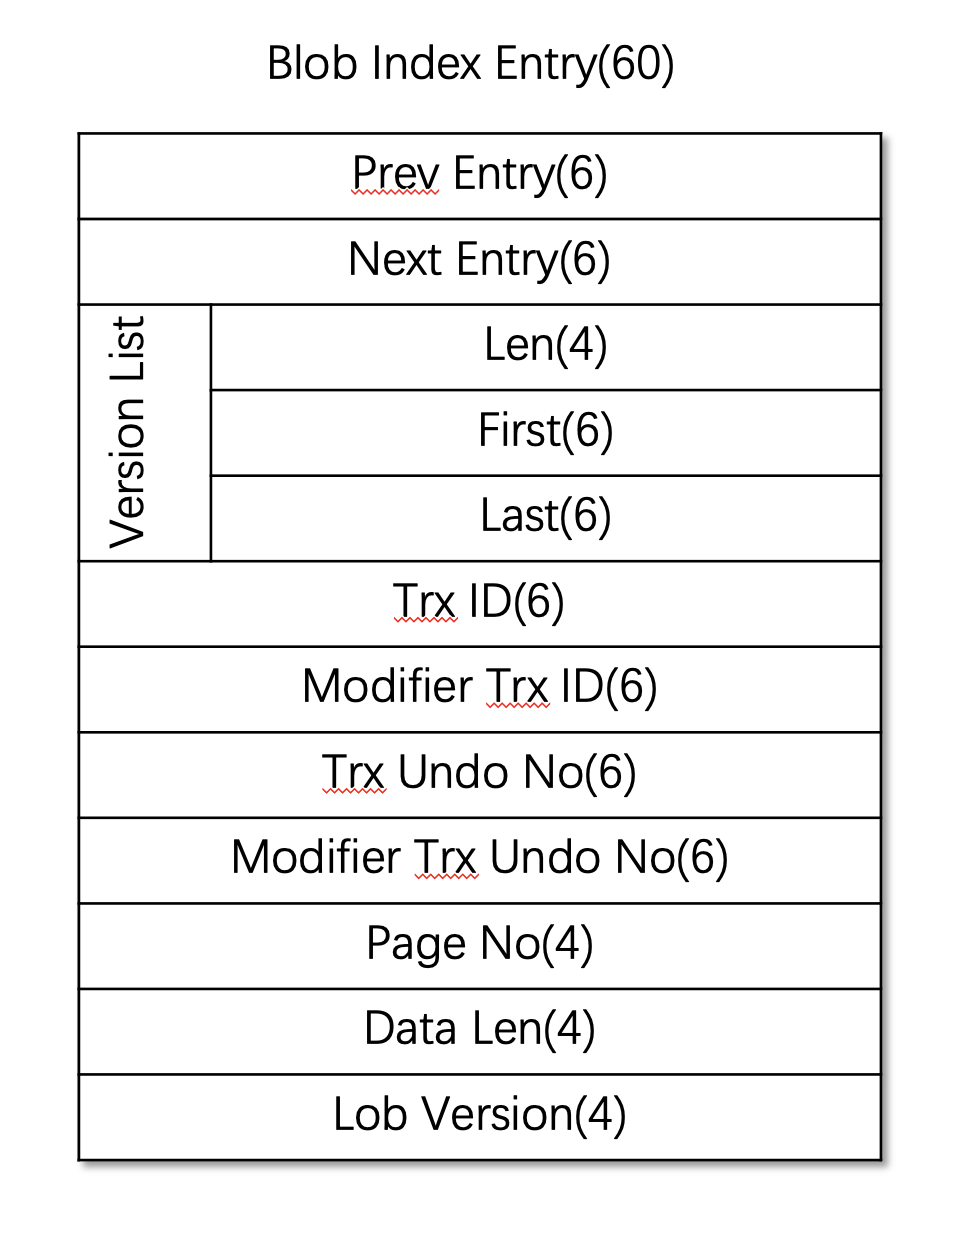 Blob Index Entry(60)
Prev Entry(6)
Next Entry(6)
Version List
Len(4)
First(6)
Last(6)
Trx ID(6)
Modifier Trx ID(6)
Trx Undo No(6)
Modifier Trx Undo No(6)
Page No(4)
Data Len(4)
Lob Version(4)